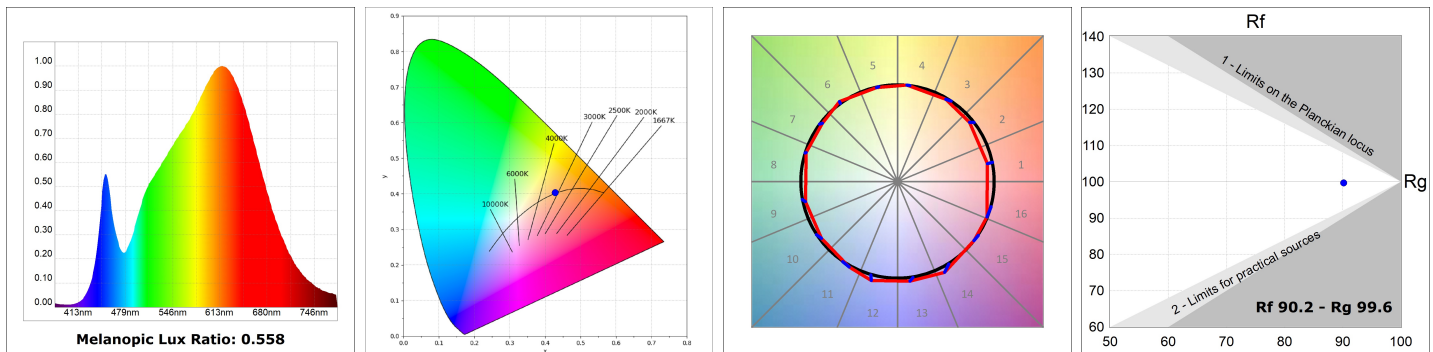 1.00
0.90
0.80
0.70
0.60
0.50
0.40
0.30
0.20
0.10
0.00
413nm 479nm 546nm 613nm 680nm 746nm
Melanopic Lux Ratio: 0.558
0.9
0.8
0.7
0.6
0.5
0.4
0.3
0.2
0.1
0.0
y
0.0 0.1 0.2 0.3 0.4 0.5 0.6 0.7 0.8
x
10000K
6000K
4000K
3000K
2500K
2000K
1667K
1
2
3
4
5
6
7
8
9
10
11
12
13
14
15
16
Rf
140
130
120
110
100
90
80
70
60
50 60 70 80 90 100
Rg
1 - Limits on the Planckian locus
2 - Limits for practical sources
Rf 90.2 - Rg 99.6